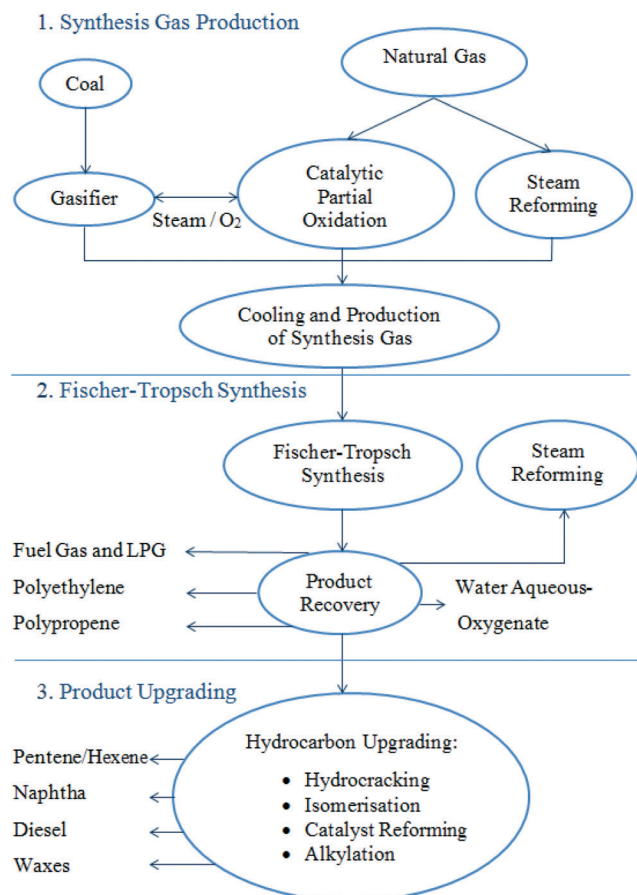 1. Synthesis Gas Production
Coal
Natural Gas
Gasifier
Steam / O₂
Catalytic
Partial
Oxidation
Steam
Reforming
Cooling and Production
of Synthesis Gas
2. Fischer-Tropsch Synthesis
Fischer-Tropsch
Synthesis
Steam
Reforming
Fuel Gas and LPG
Polyethylene
Polypropene
Product
Recovery
Water Aqueous-
Oxygenate
3. Product Upgrading
Pentene/Hexene
Naphtha
Diesel
Waxes
Hydrocarbon Upgrading:
• Hydrocracking
• Isomerisation
• Catalyst Reforming
• Alkylation